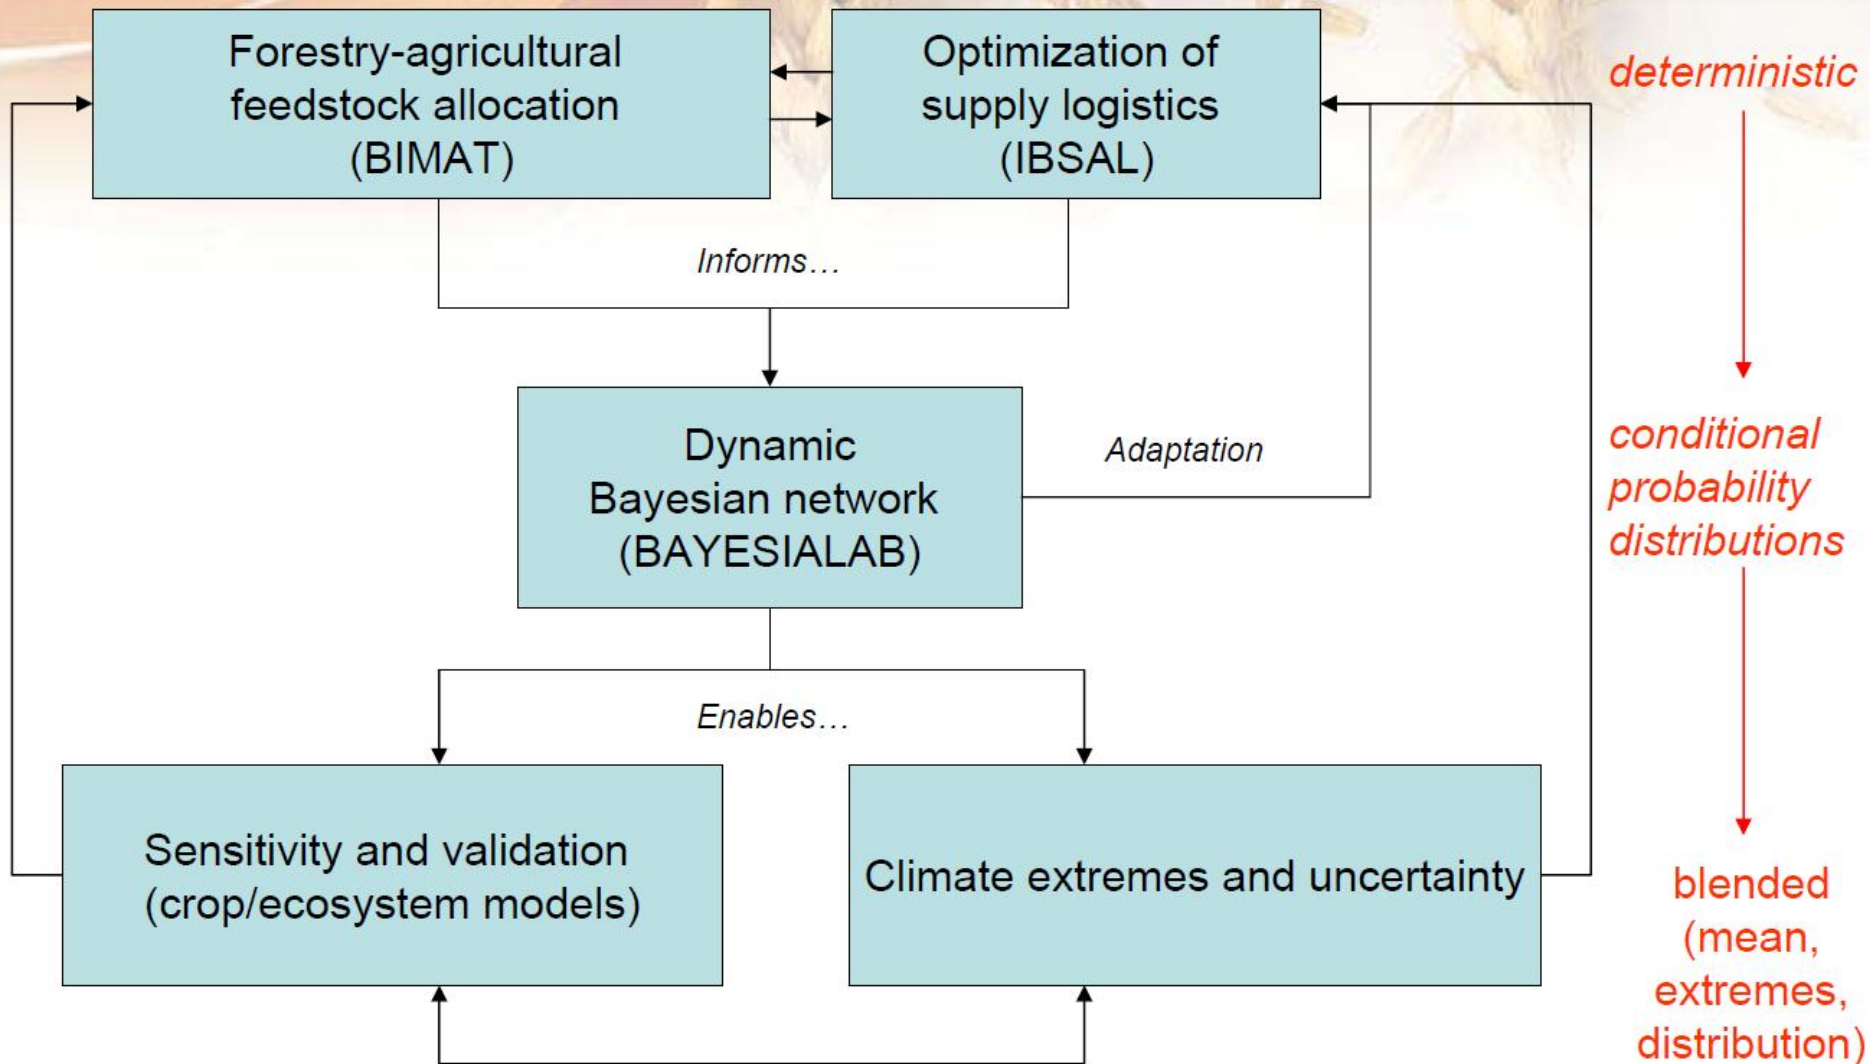 Forestry-agricultural
feedstock allocation
(BIMAT)
Optimization of
supply logistics
(IBSAL)
deterministic
Informs…
Dynamic
Bayesian network
(BAYESIALAB)
Adaptation
conditional
probability
distributions
Enables…
Sensitivity and validation
(crop/ecosystem models)
Climate extremes and uncertainty
blended
(mean,
extremes,
distribution)